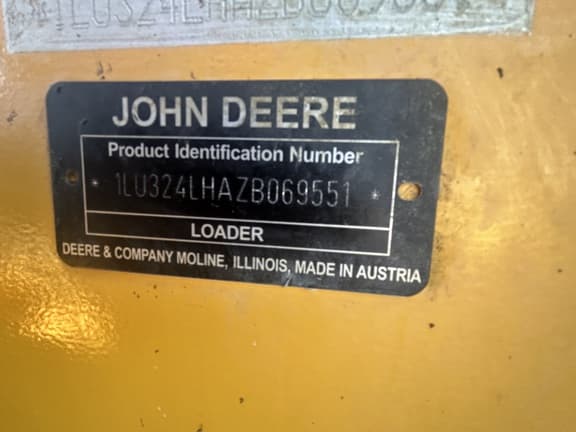 JOHN DEERE
Product Identification Number
* 1LU324LHAZB069551 *
LOADER
DEERE & COMPANY MOLINE, ILLINOIS, MADE IN AUSTRIA